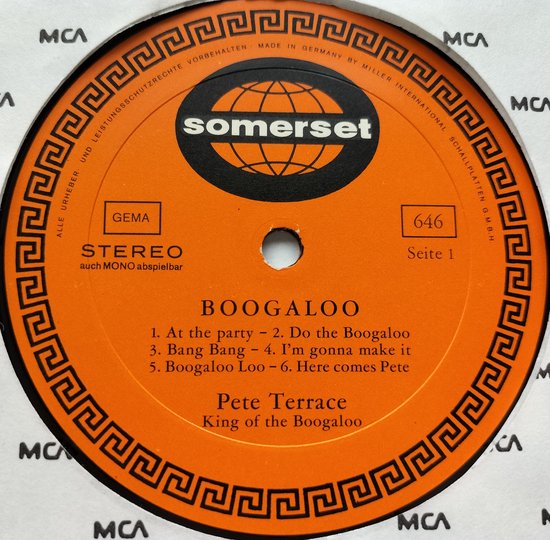 MCA
MCA
MCA
MCA
ALLE URHEBER- UND LEISTUNGSSCHUTZRECHTE VORBEHALTEN · MADE IN GERMANY BY MILLER INTERNATIONAL SCHALLPLATTEN G.M.B.H
somerset
GEMA
646
STEREO
Seite 1
auch MONO abspielbar
BOOGALOO
1. At the party – 2. Do the Boogaloo
3. Bang Bang – 4. I'm gonna make it
5. Boogaloo Loo – 6. Here comes Pete
Pete Terrace
King of the Boogaloo
MCA
MCA
MCA
MCA